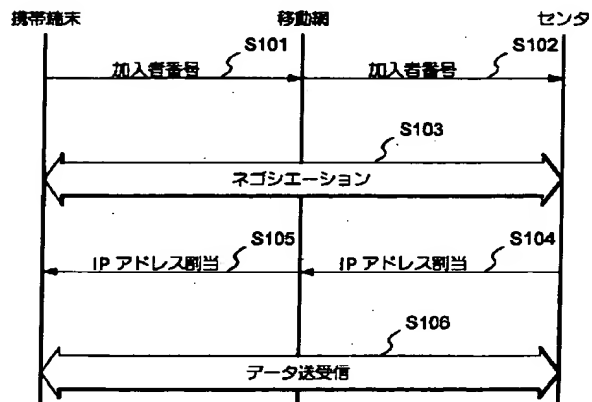 携帯端末 移動網 センタ
S101 S102
加入者番号 加入者番号
S103
ネゴシエーション
S105 S104
IP アドレス割当 IP アドレス割当
S106
データ送受信